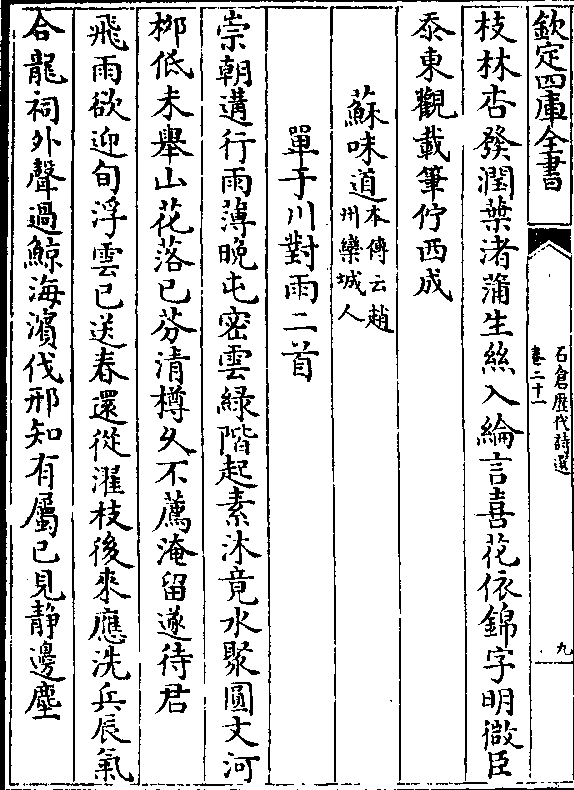 欽定四庫全書
石倉歷代詩選
卷二十一
九
枝林杏發潤葉渚蒲生絲入綸言喜花依錦字明微臣
忝東觀載筆佇西成
蘇味道本傳云趙
州欒城人
單于川對雨二首
崇朝遘行雨薄晚屯密雲緣階起素沫竟水聚圓文河
柳低未舉山花落已芬清樽久不薦淹留遂待君
飛雨欲迎旬浮雲已送春還從濯枝後來應洗兵辰氣
合龍祠外聲過鯨海濱伐邢知有屬已見靜邊塵